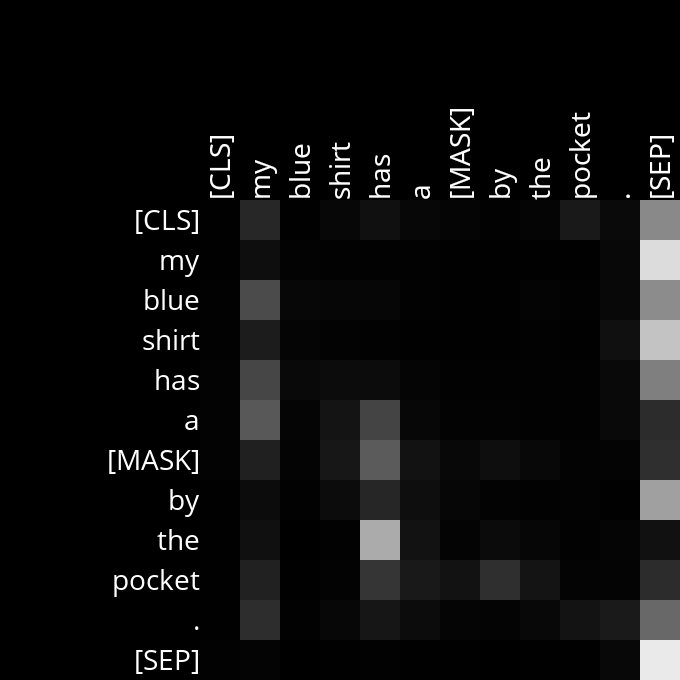 [CLS] my blue shirt has a [MASK] by the pocket . [SEP]
[CLS]
my
blue
shirt
has
a
[MASK]
by
the
pocket
.
[SEP]